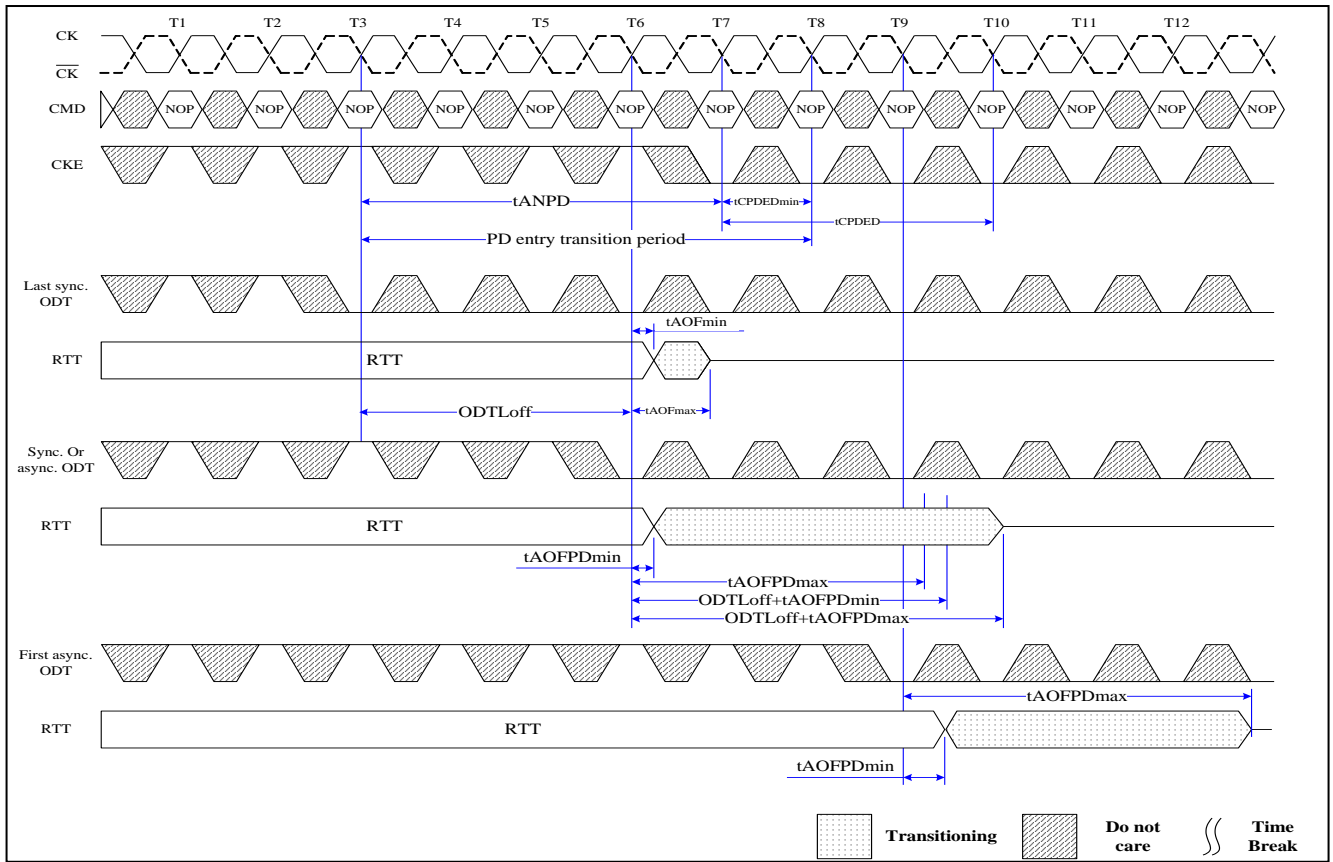 T1 T2 T3 T4 T5 T6 T7 T8 T9 T10 T11 T12
CK
CK
CMD NOP NOP NOP NOP NOP NOP NOP NOP NOP NOP NOP NOP NOP
CKE
tANPD tCPDEDmin
tCPDED
PD entry transition period
Last sync.
ODT
tAOFmin
RTT RTT
ODTLoff tAOFmax
Sync. Or
async. ODT
RTT RTT
tAOFPDmin
tAOFPDmax
ODTLoff+tAOFPDmin
ODTLoff+tAOFPDmax
First async.
ODT
tAOFPDmax
RTT RTT
tAOFPDmin
Transitioning
Do not
care
Time
Break